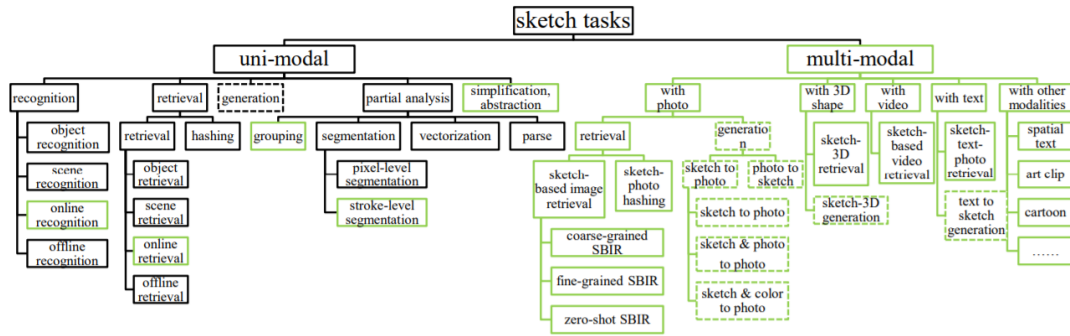 sketch tasks
uni-modal
multi-modal
recognition
retrieval
generation
partial analysis
simplification,
abstraction
with
photo
with 3D
shape
with
video
with text
with other
modalities
object
recognition
scene
recognition
online
recognition
offline
recognition
retrieval
hashing
object
retrieval
scene
retrieval
online
retrieval
offline
retrieval
grouping
segmentation
vectorization
parse
pixel-level
segmentation
stroke-level
segmentation
retrieval
generatio
n
sketch-
based image
retrieval
sketch-
photo
hashing
coarse-grained
SBIR
fine-grained SBIR
zero-shot SBIR
sketch to
photo
photo to
sketch
sketch to photo
sketch & photo
to photo
sketch & color
to photo
sketch-
3D
retrieval
sketch-3D
generation
sketch-
based video
retrieval
sketch-
text-
photo
retrieval
text to
sketch
generation
spatial
text
art clip
cartoon
......